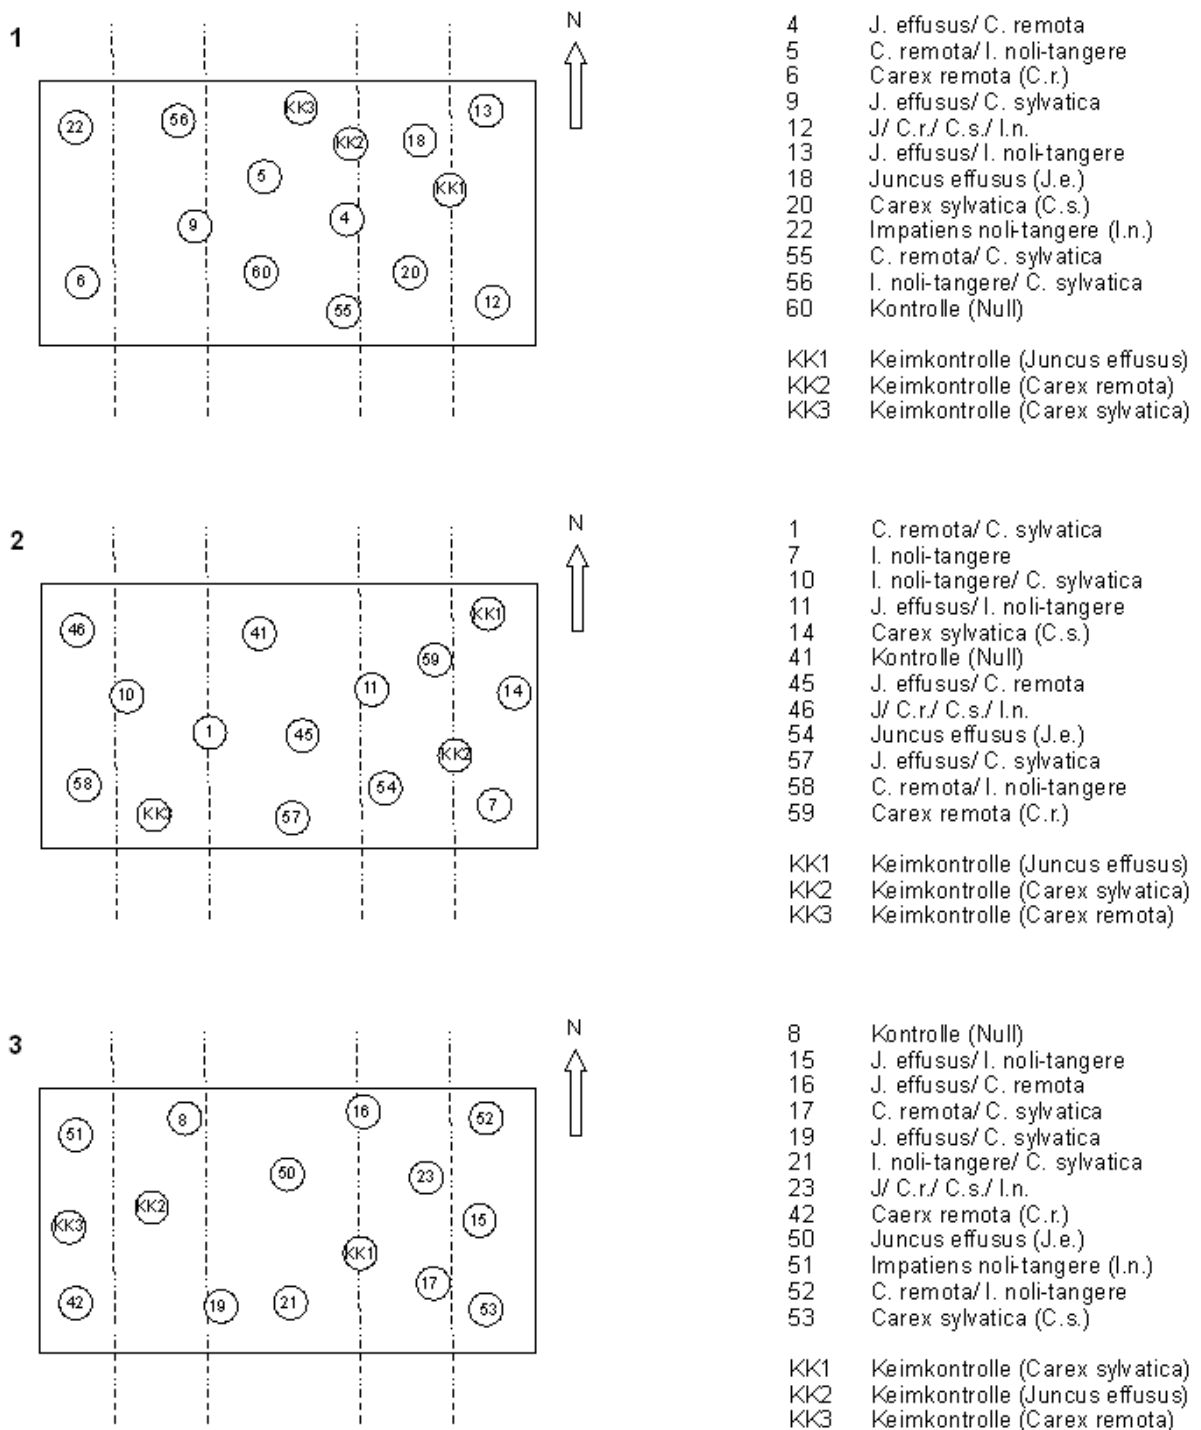 1
N
22
56
KK3
KK2
18
13
5
KK1
9
4
6
60
20
55
12
4 J. effusus/ C. remota
5 C. remota/ I. noli-tangere
6 Carex remota (C.r.)
9 J. effusus/ C. sylvatica
12 J/ C.r./ C.s./ I.n.
13 J. effusus/ I. noli-tangere
18 Juncus effusus (J.e.)
20 Carex sylvatica (C.s.)
22 Impatiens noli-tangere (I.n.)
55 C. remota/ C. sylvatica
56 I. noli-tangere/ C. sylvatica
60 Kontrolle (Null)
KK1 Keimkontrolle (Juncus effusus)
KK2 Keimkontrolle (Carex remota)
KK3 Keimkontrolle (Carex sylvatica)
2
N
46
41
KK1
59
10
11
14
1
45
KK2
58
54
KK3
57
7
1 C. remota/ C. sylvatica
7 I. noli-tangere
10 I. noli-tangere/ C. sylvatica
11 J. effusus/ I. noli-tangere
14 Carex sylvatica (C.s.)
41 Kontrolle (Null)
45 J. effusus/ C. remota
46 J/ C.r./ C.s./ I.n.
54 Juncus effusus (J.e.)
57 J. effusus/ C. sylvatica
58 C. remota/ I. noli-tangere
59 Carex remota (C.r.)
KK1 Keimkontrolle (Juncus effusus)
KK2 Keimkontrolle (Carex sylvatica)
KK3 Keimkontrolle (Carex remota)
3
N
51
8
16
52
50
23
KK3
KK2
15
KK1
42
19
21
17
53
8 Kontrolle (Null)
15 J. effusus/ I. noli-tangere
16 J. effusus/ C. remota
17 C. remota/ C. sylvatica
19 J. effusus/ C. sylvatica
21 I. noli-tangere/ C. sylvatica
23 J/ C.r./ C.s./ I.n.
42 Caerx remota (C.r.)
50 Juncus effusus (J.e.)
51 Impatiens noli-tangere (I.n.)
52 C. remota/ I. noli-tangere
53 Carex sylvatica (C.s.)
KK1 Keimkontrolle (Carex sylvatica)
KK2 Keimkontrolle (Juncus effusus)
KK3 Keimkontrolle (Carex remota)